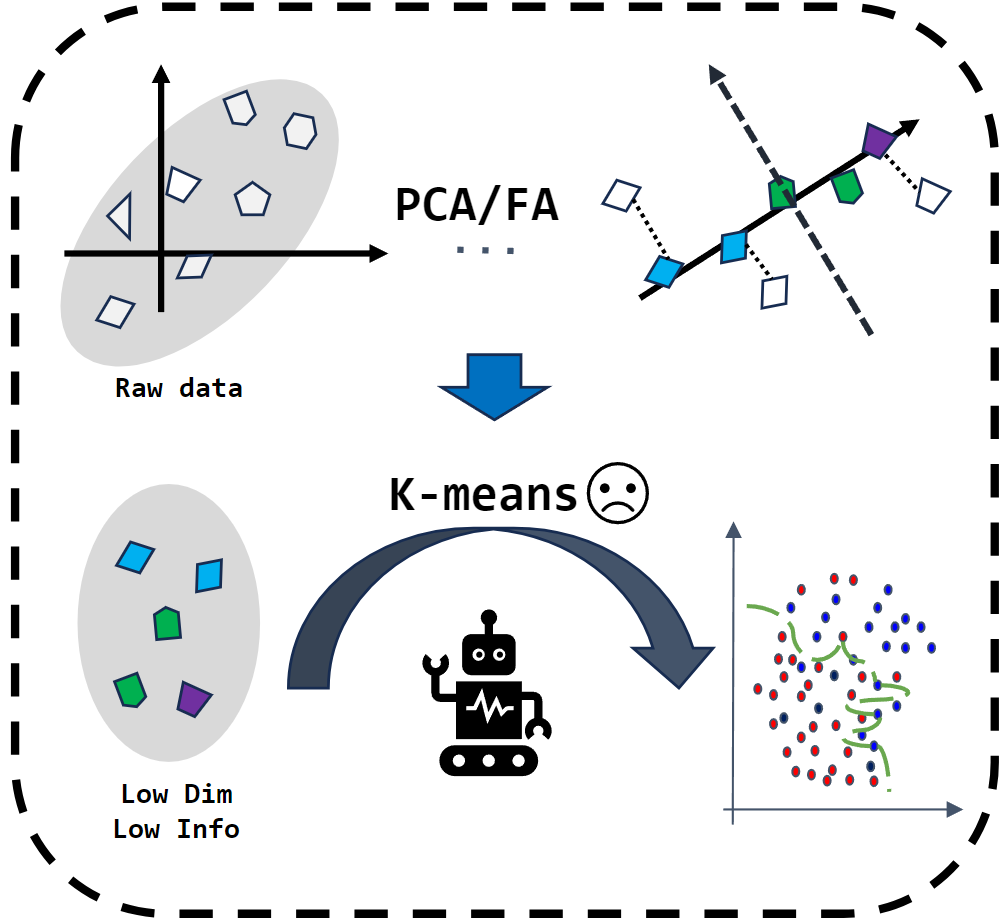 PCA/FA
...
Raw data
K-means
Low Dim
Low Info